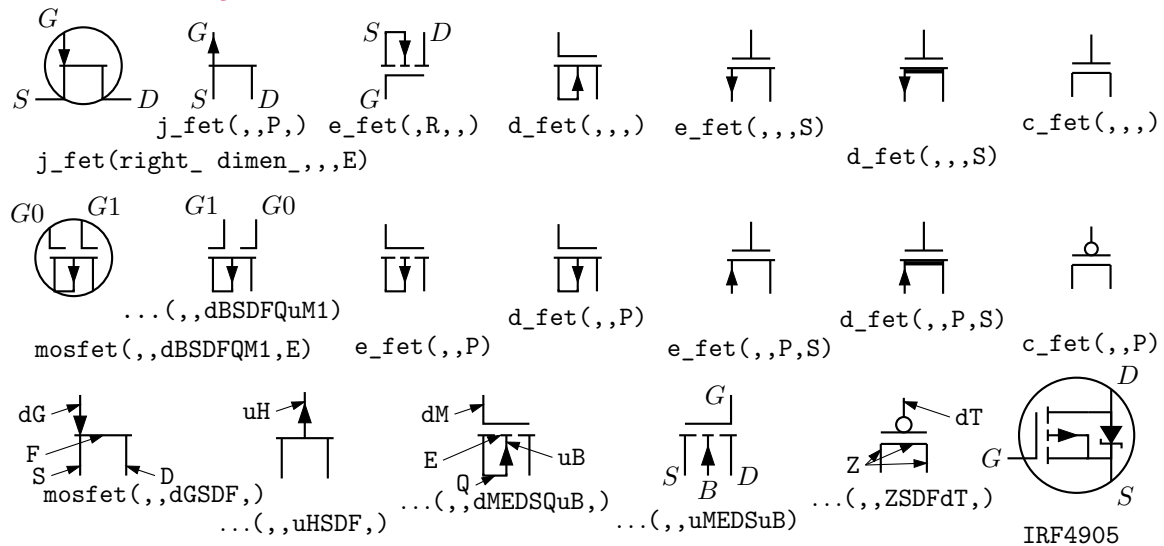 G
G
S
D
S
D
S
D
G
j_fet(,,P,)
e_fet(,R,,)
d_fet(,,,)
e_fet(,,,S)
c_fet(,,,)
j_fet(right_ dimen_,,,E)
d_fet(,,,S)
G0
G1
G1
G0
...(,,dBSDFQuM1)
d_fet(,,P)
d_fet(,,P,S)
mosfet(,,dBSDFQM1,E)
e_fet(,,P)
e_fet(,,P,S)
c_fet(,,P)
dG
F
S
D
mosfet(,,dGSDF,)
uH
...(,,uHSDF,)
dM
E
uB
Q
...(,,dMEDSQuB,)
G
S
B
D
...(,,uMEDSuB)
dT
Z
...(,,ZSDFdT,)
D
G
S
IRF4905